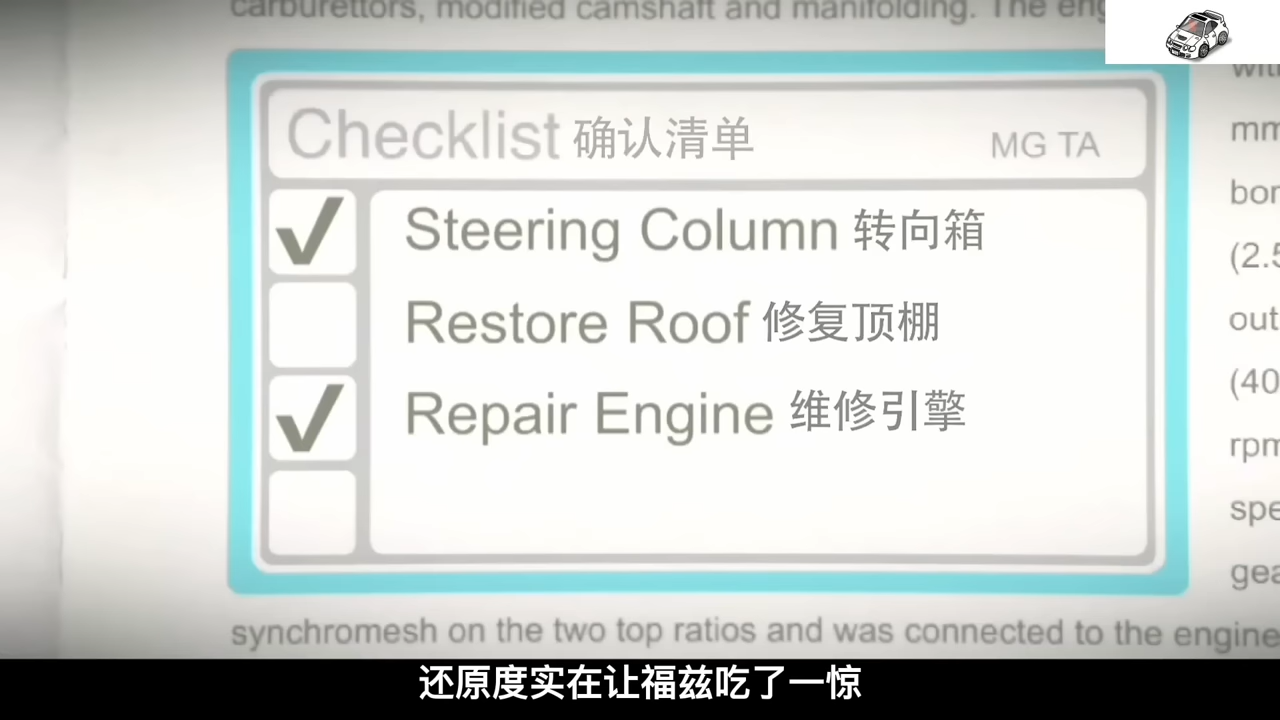 carburettors, modified camshaft and manifolding. The eng
Checklist 确认清单 MG TA
Steering Column 转向箱
Restore Roof 修复顶棚
Repair Engine 维修引擎
with
mm
bor
(2.5
out
(40
rpm
spe
gea
synchromesh on the two top ratios and was connected to the engine
还原度实在让福兹吃了一惊